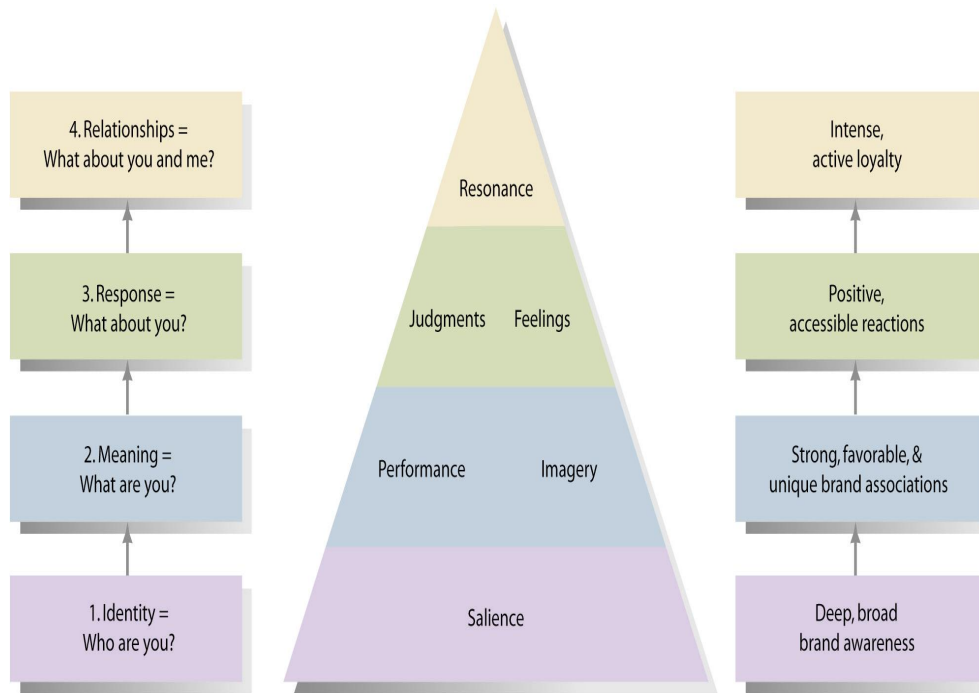 4. Relationships =
What about you and me?
3. Response =
What about you?
2. Meaning =
What are you?
1. Identity =
Who are you?
Resonance
Judgments Feelings
Performance Imagery
Salience
Intense,
active loyalty
Positive,
accessible reactions
Strong, favorable, &
unique brand associations
Deep, broad
brand awareness